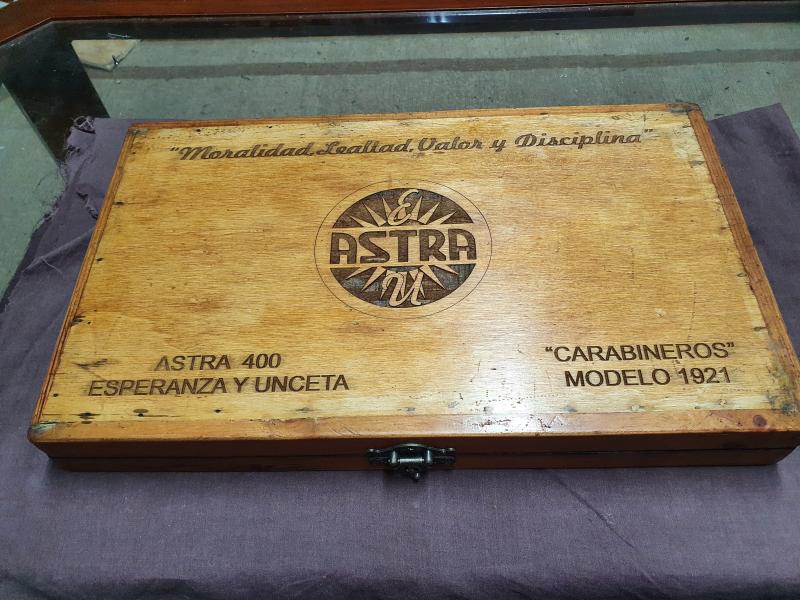 "Moralidad, Lealtad, Valor y Disciplina"
E
ASTRA
U
ASTRA 400
ESPERANZA Y UNCETA
"CARABINEROS"
MODELO 1921